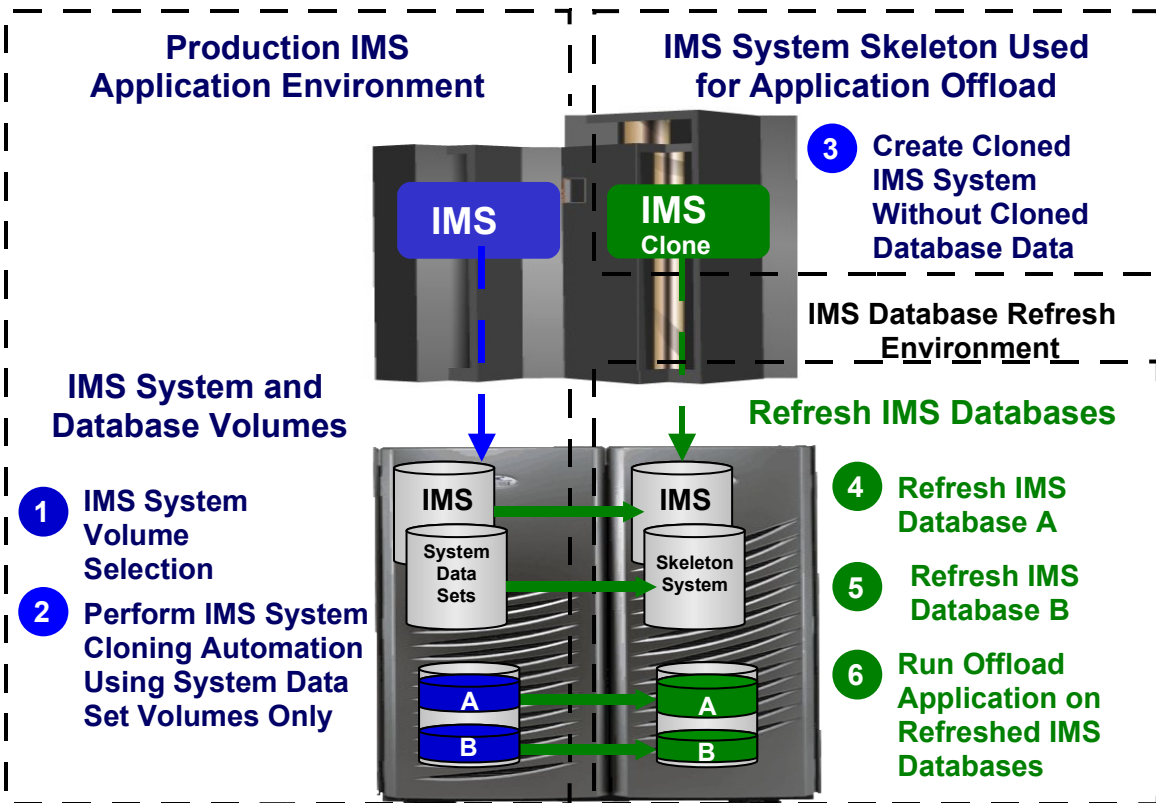 Production IMS
Application Environment
IMS System Skeleton Used
for Application Offload
3
Create Cloned
IMS System
Without Cloned
Database Data
IMS
IMS
Clone
IMS Database Refresh
Environment
IMS System and
Database Volumes
1
IMS System
Volume
Selection
2
Perform IMS System
Cloning Automation
Using System Data
Set Volumes Only
IMS
System
Data
Sets
A
B
IMS
Skeleton
System
A
B
Refresh IMS Databases
4
Refresh IMS
Database A
5
Refresh IMS
Database B
6
Run Offload
Application on
Refreshed IMS
Databases